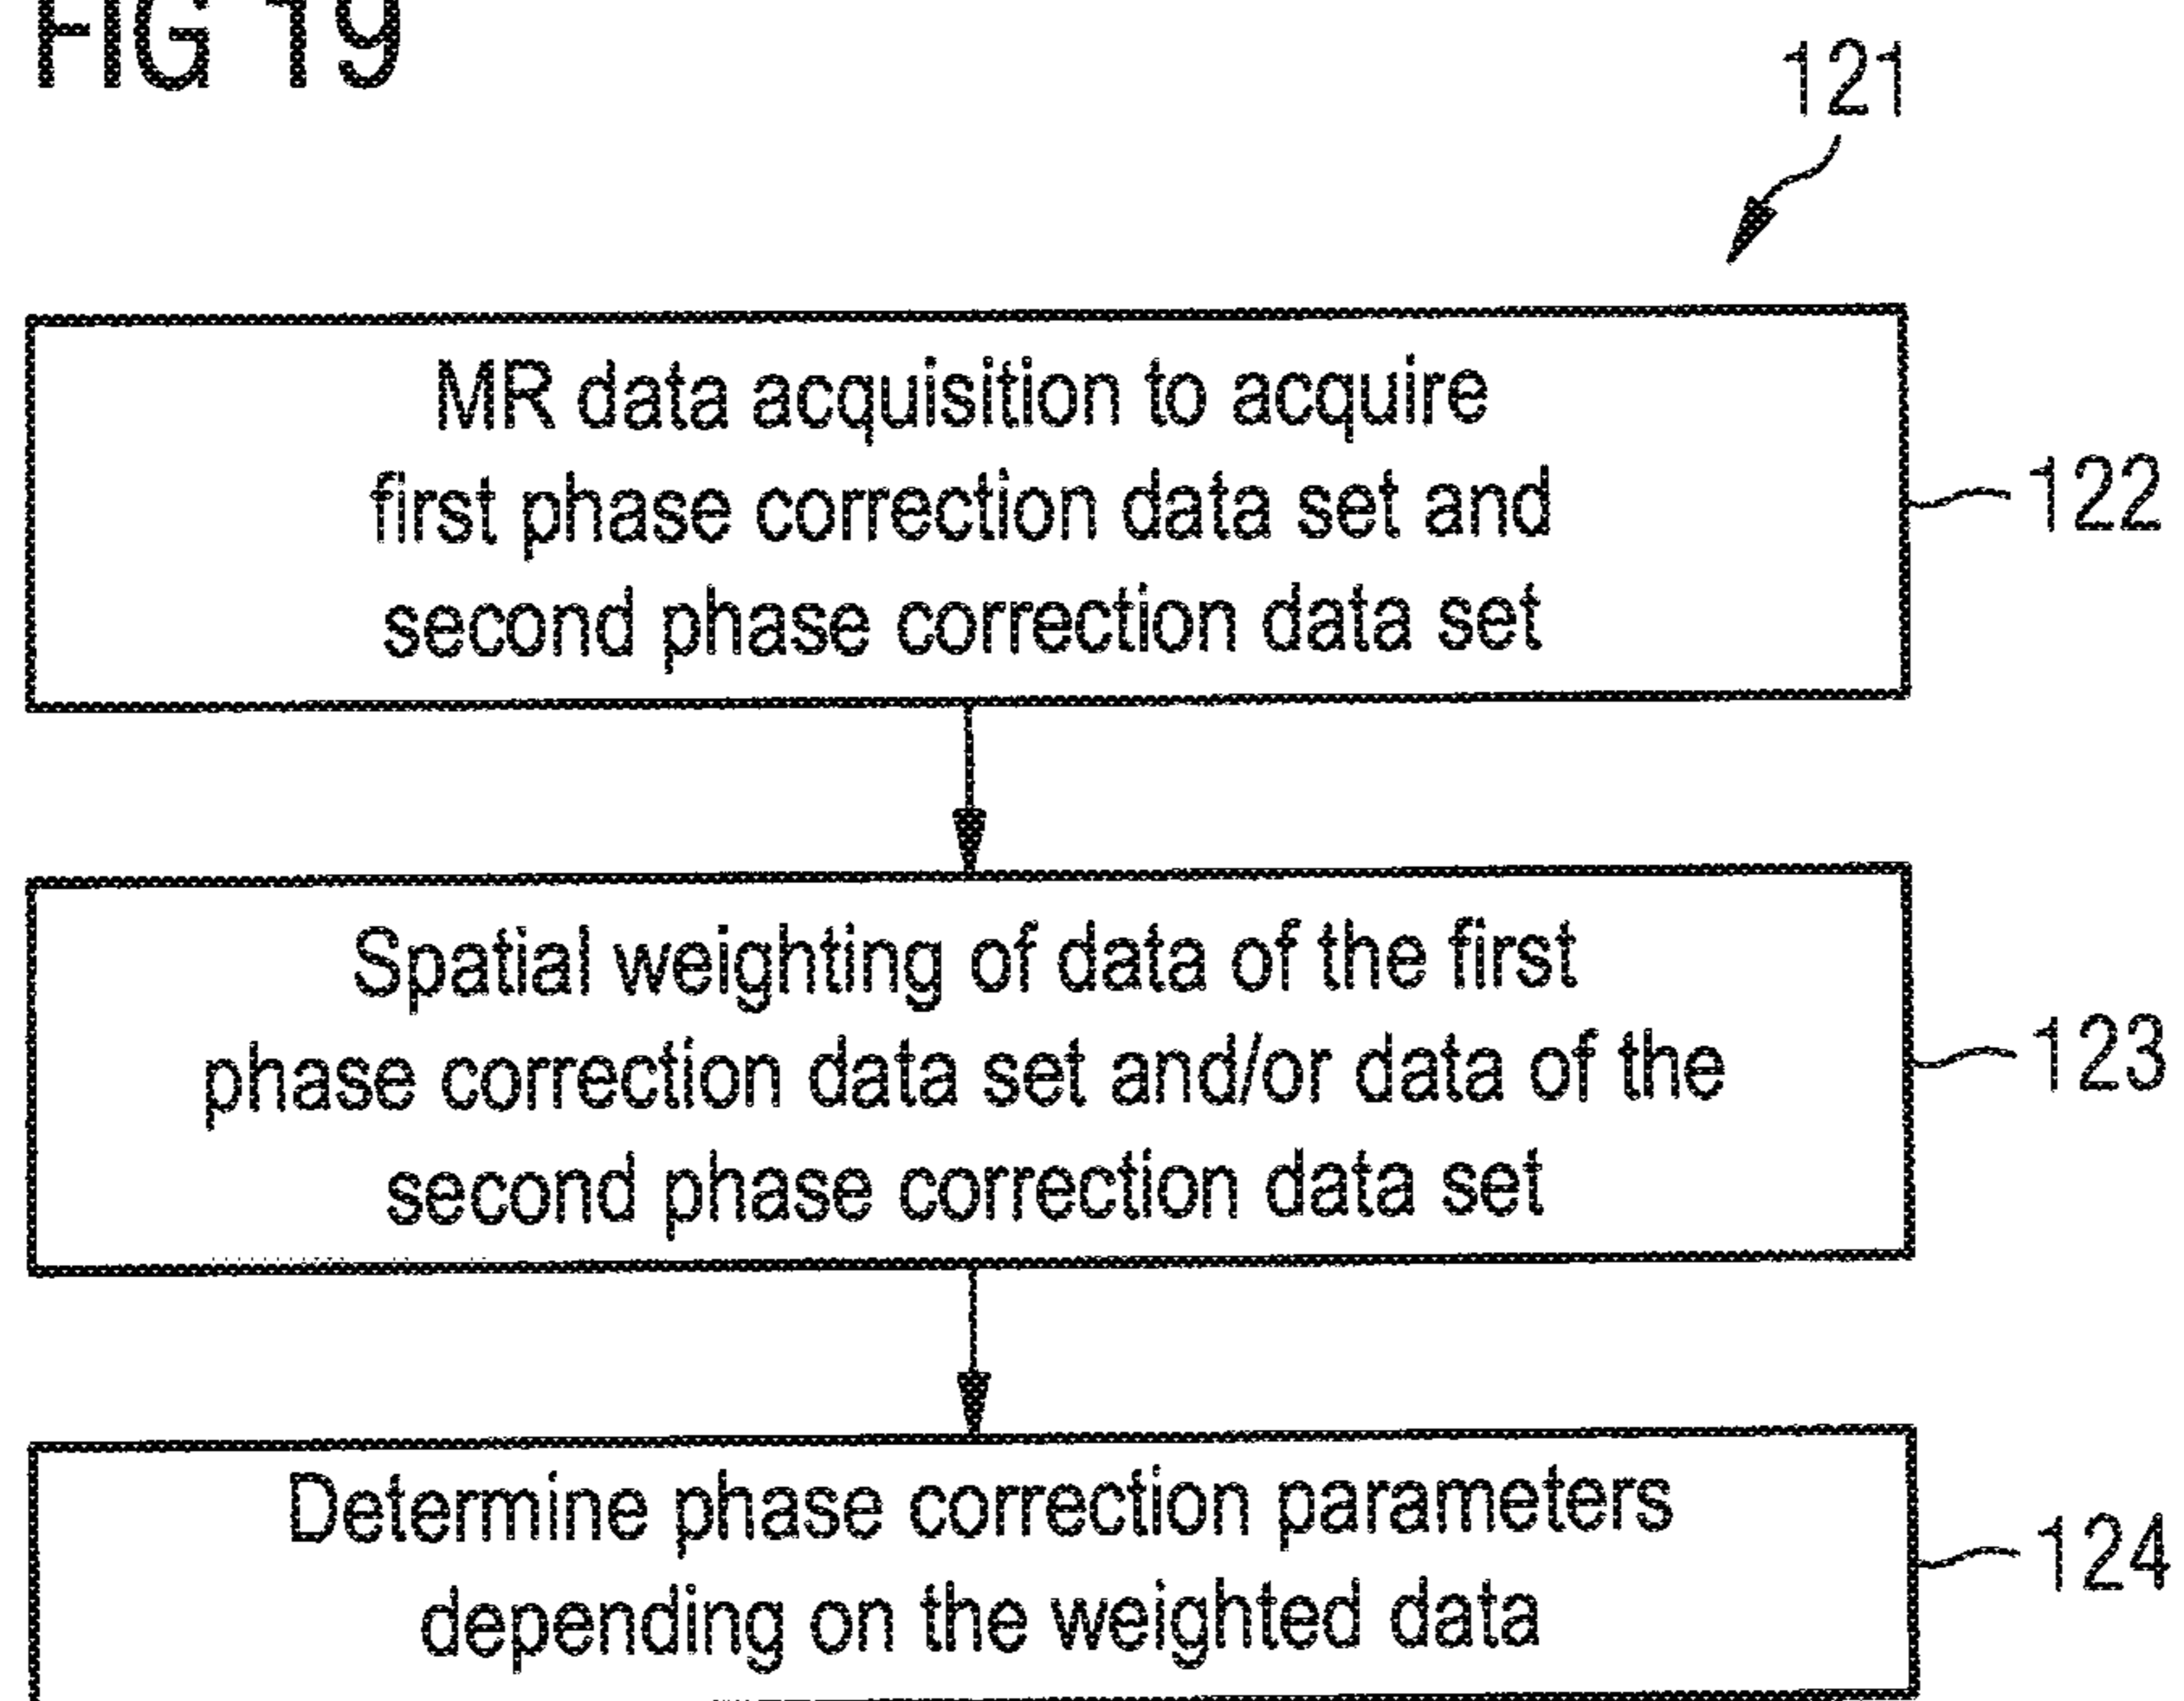 FIG 19
121
MR data acquisition to acquire
first phase correction data set and
second phase correction data set
122
Spatial weighting of data of the first
phase correction data set and/or data of the
second phase correction data set
123
Determine phase correction parameters
depending on the weighted data
124